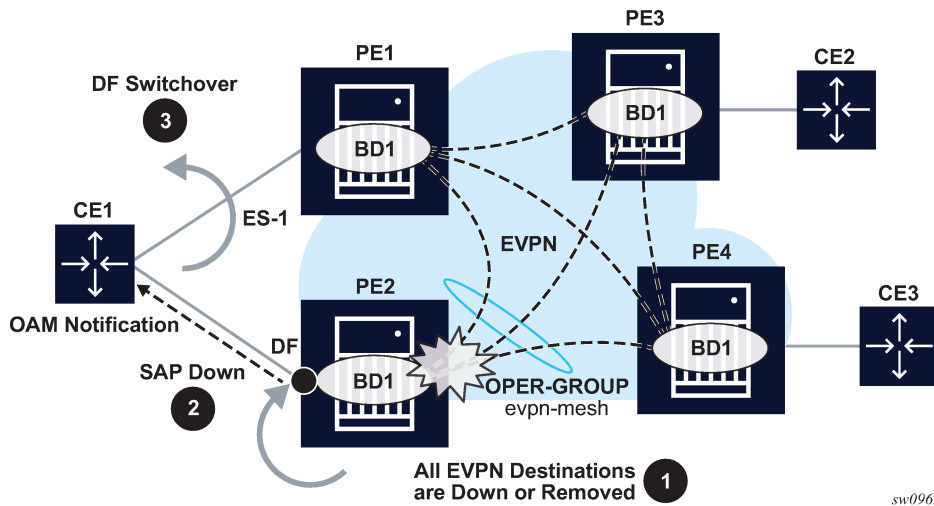 PE3
PE1
CE2
DF Switchover
3
BD1
BD1
CE1
ES-1
EVPN
PE4
PE2
CE3
OAM Notification
DF
SAP Down
BD1
BD1
2
OPER-GROUP
evpn-mesh
All EVPN Destinations
are Down or Removed
1
sw096